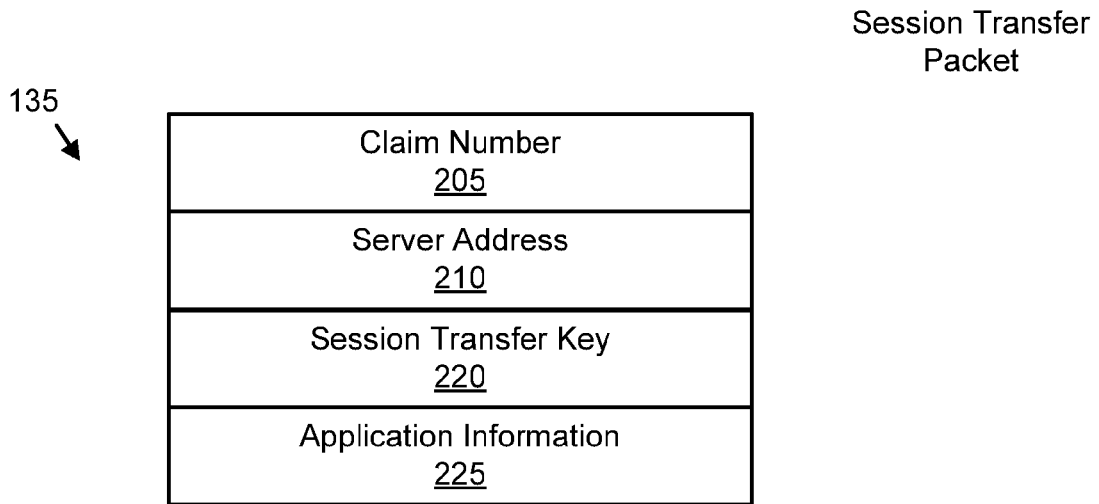 Session Transfer
Packet
135
Claim Number
205
Server Address
210
Session Transfer Key
220
Application Information
225